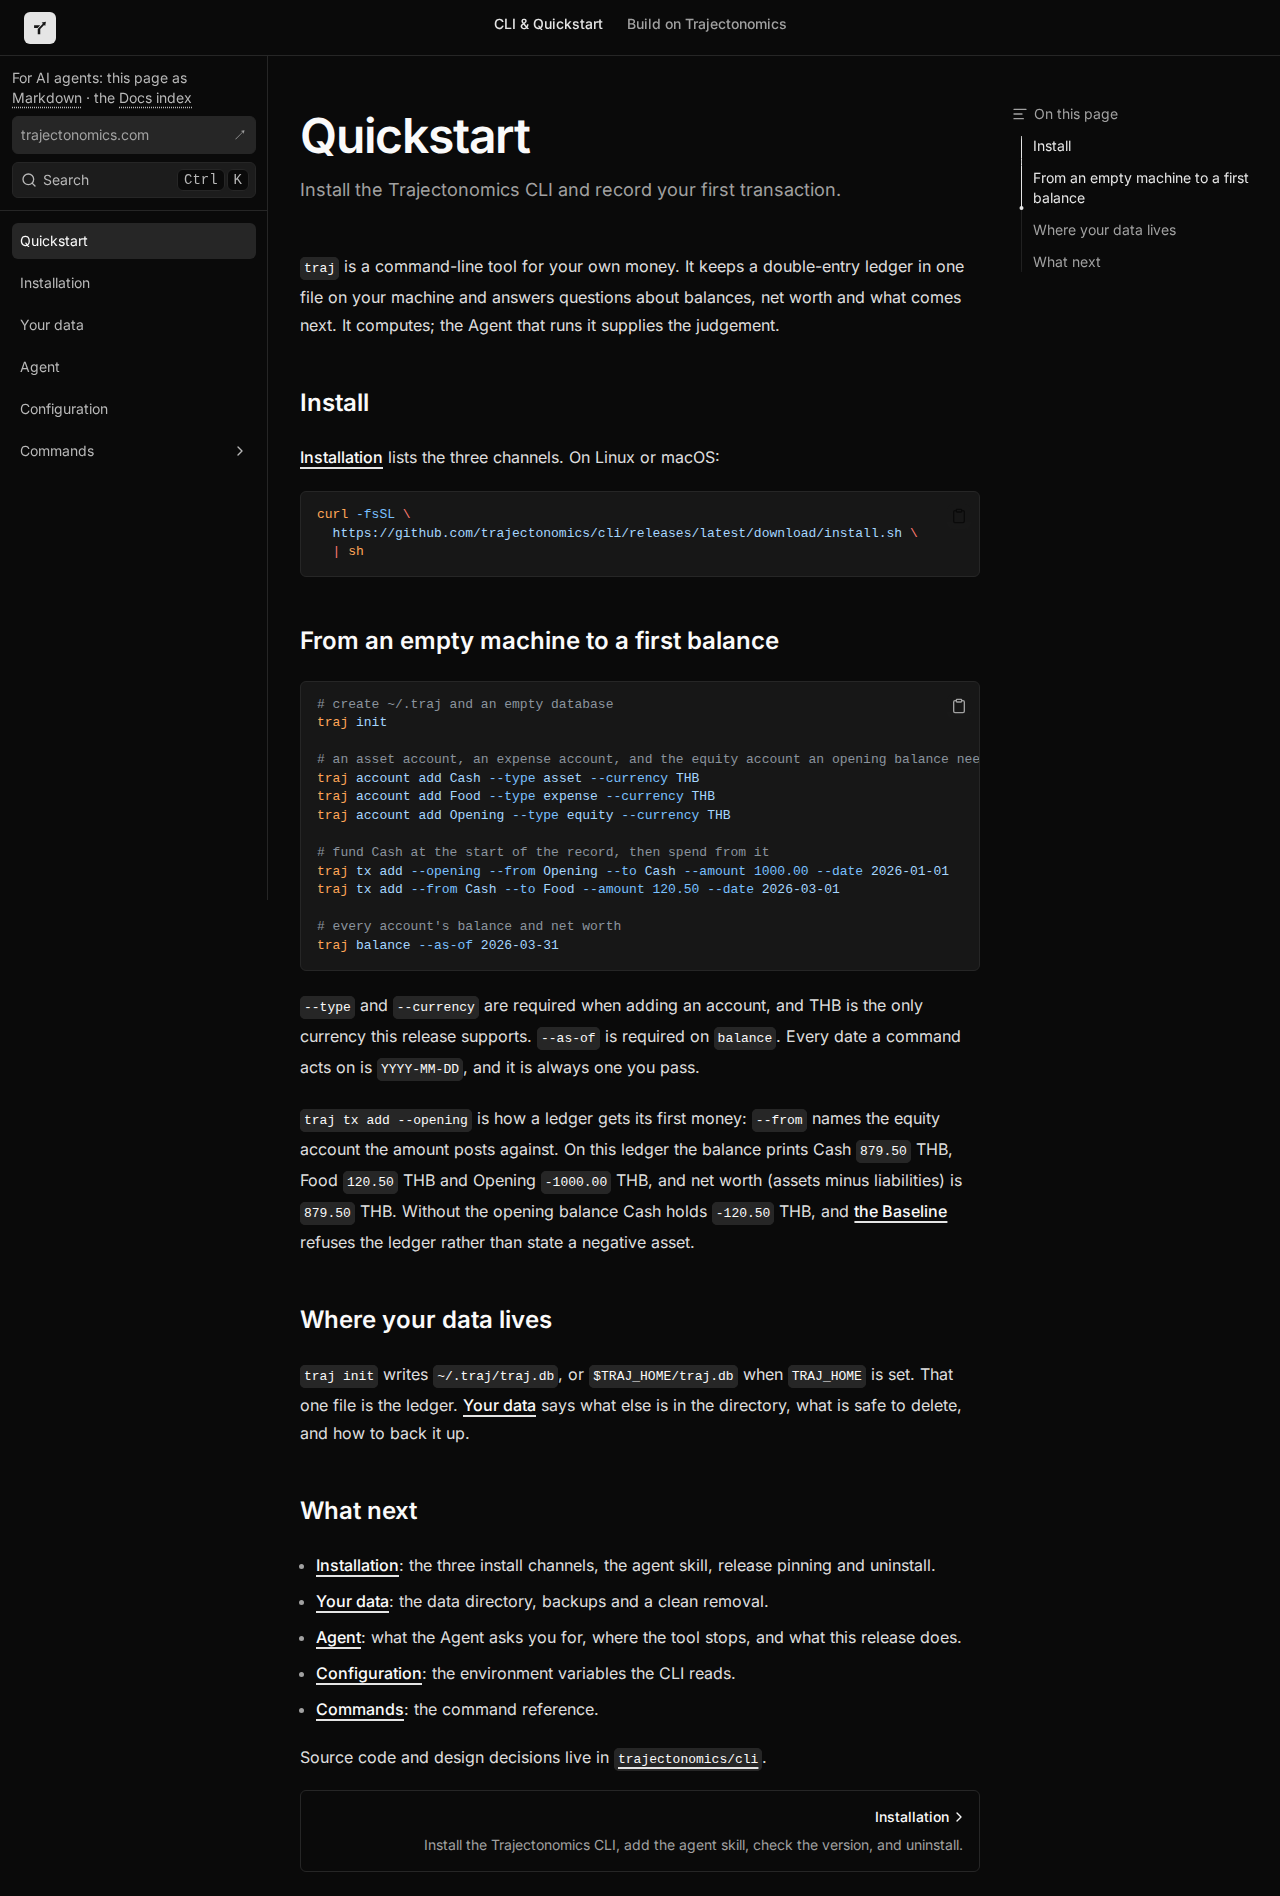 CLI & Quickstart
Build on Trajectonomics
For AI agents: this page as
Markdown · the Docs index
trajectonomics.com
Search
Ctrl K
Quickstart
Installation
Your data
Agent
Configuration
Commands
Quickstart
Install the Trajectonomics CLI and record your first transaction.
traj is a command-line tool for your own money. It keeps a double-entry ledger in one
file on your machine and answers questions about balances, net worth and what comes
next. It computes; the Agent that runs it supplies the judgement.
Install
Installation lists the three channels. On Linux or macOS:
curl -fsSL \
  https://github.com/trajectonomics/cli/releases/latest/download/install.sh \
  | sh
From an empty machine to a first balance
# create ~/.traj and an empty database
traj init
# an asset account, an expense account, and the equity account an opening balance nee
traj account add Cash --type asset --currency THB
traj account add Food --type expense --currency THB
traj account add Opening --type equity --currency THB
# fund Cash at the start of the record, then spend from it
traj tx add --opening --from Opening --to Cash --amount 1000.00 --date 2026-01-01
traj tx add --from Cash --to Food --amount 120.50 --date 2026-03-01
# every account's balance and net worth
traj balance --as-of 2026-03-31
--type and --currency are required when adding an account, and THB is the only
currency this release supports. --as-of is required on balance. Every date a command
acts on is YYYY-MM-DD, and it is always one you pass.
traj tx add --opening is how a ledger gets its first money: --from names the equity
account the amount posts against. On this ledger the balance prints Cash 879.50 THB,
Food 120.50 THB and Opening -1000.00 THB, and net worth (assets minus liabilities) is
879.50 THB. Without the opening balance Cash holds -120.50 THB, and the Baseline
refuses the ledger rather than state a negative asset.
Where your data lives
traj init writes ~/.traj/traj.db, or $TRAJ_HOME/traj.db when TRAJ_HOME is set. That
one file is the ledger. Your data says what else is in the directory, what is safe to delete,
and how to back it up.
What next
Installation: the three install channels, the agent skill, release pinning and uninstall.
Your data: the data directory, backups and a clean removal.
Agent: what the Agent asks you for, where the tool stops, and what this release does.
Configuration: the environment variables the CLI reads.
Commands: the command reference.
Source code and design decisions live in trajectonomics/cli.
Installation
Install the Trajectonomics CLI, add the agent skill, check the version, and uninstall.
On this page
Install
From an empty machine to a first
balance
Where your data lives
What next